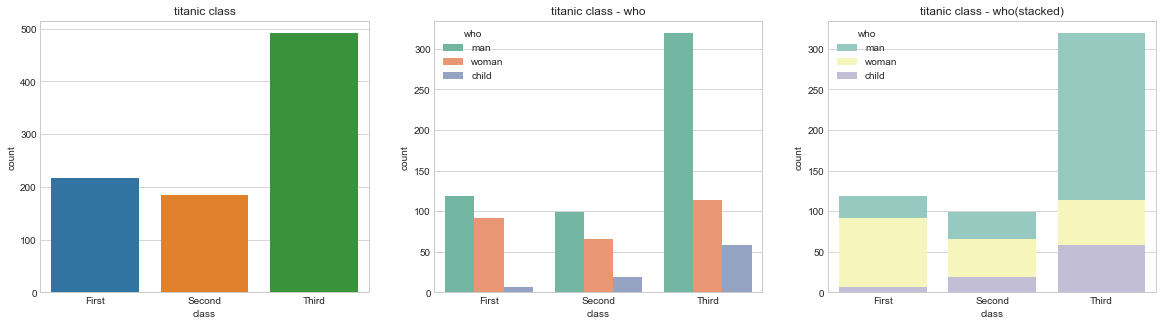 titanic class
500
400
300
200
100
0
count
First Second Third
class
titanic class - who
who
man
woman
child
300
250
200
150
100
50
0
count
First Second Third
class
titanic class - who(stacked)
who
man
woman
child
300
250
200
150
100
50
0
count
First Second Third
class